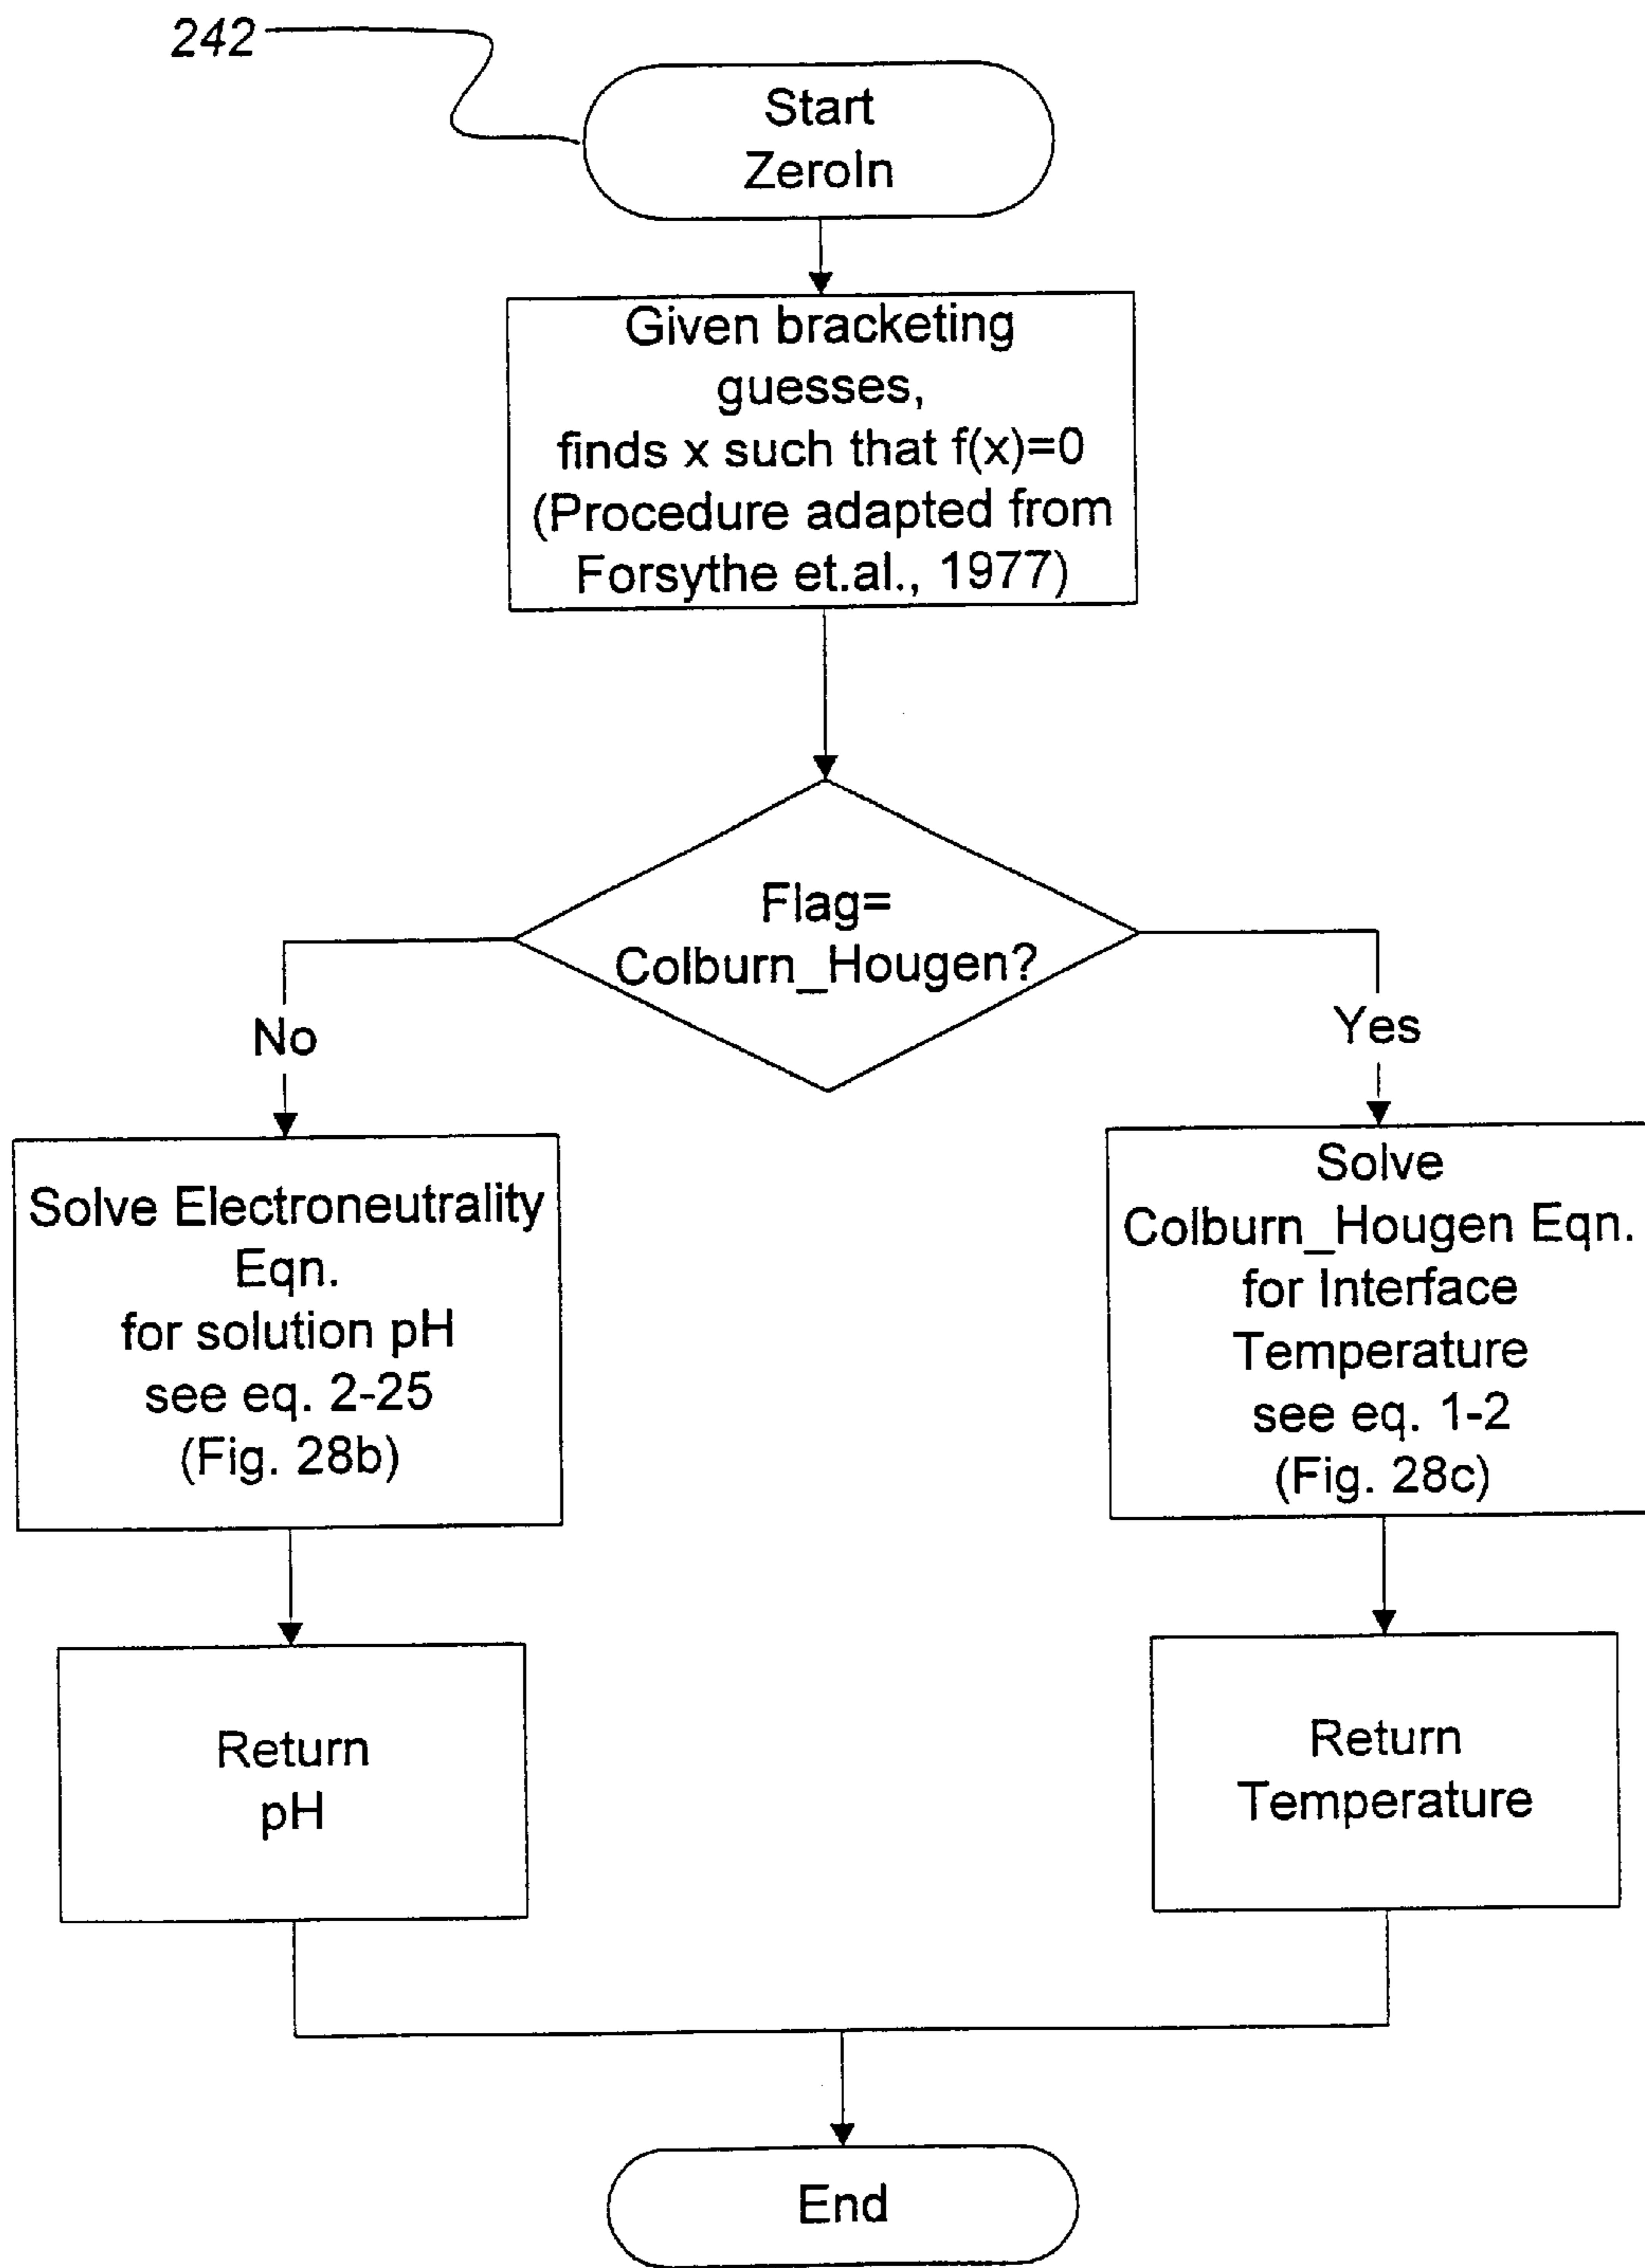 242
Start
ZeroIn
Given bracketing
guesses,
finds x such that f(x)=0
(Procedure adapted from
Forsythe et.al., 1977)
Flag=
Colburn_Hougen?
No
Yes
Solve Electroneutrality
Eqn.
for solution pH
see eq. 2-25
(Fig. 28b)
Solve
Colburn_Hougen Eqn.
for Interface
Temperature
see eq. 1-2
(Fig. 28c)
Return
pH
Return
Temperature
End